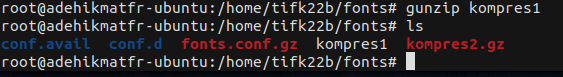 root@adehikmatfr-ubuntu:/home/tifk22b/fonts# gunzip kompres1
root@adehikmatfr-ubuntu:/home/tifk22b/fonts# ls
conf.avail conf.d fonts.conf.gz kompres1 kompres2.gz
root@adehikmatfr-ubuntu:/home/tifk22b/fonts#